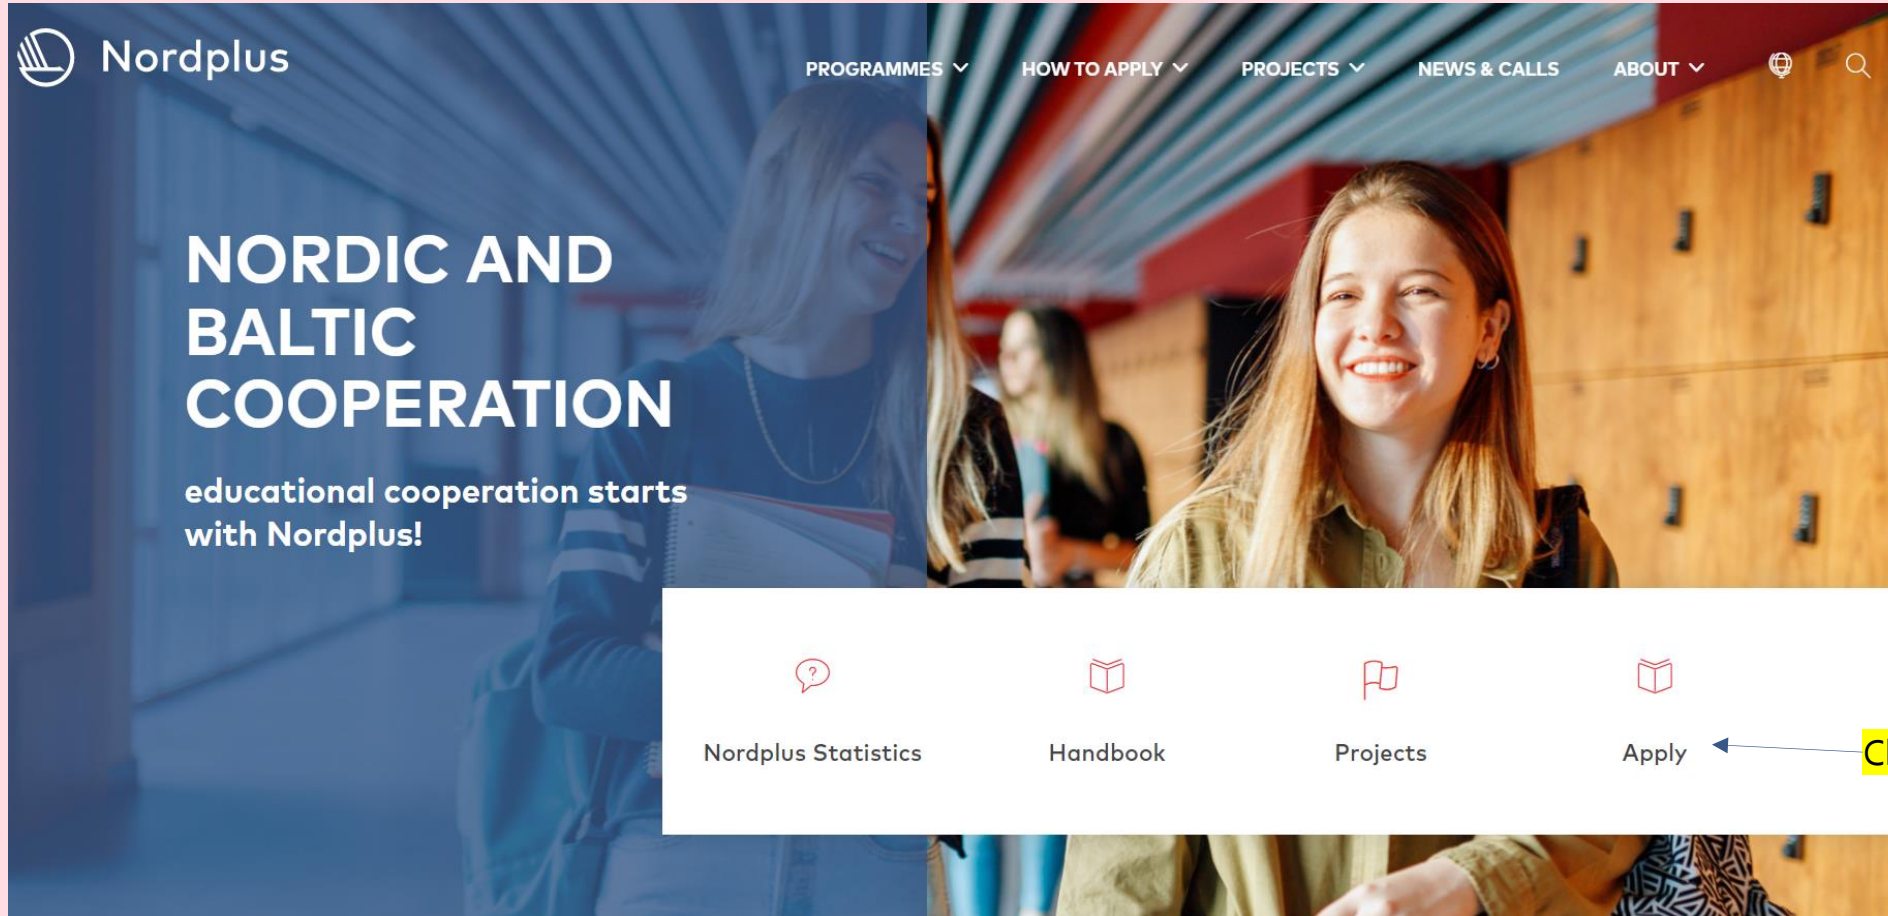 Nordplus
PROGRAMMES
HOW TO APPLY
PROJECTS
NEWS & CALLS
ABOUT
NORDIC AND
BALTIC
COOPERATION
educational cooperation starts
with Nordplus!
?
Nordplus Statistics
Handbook
Projects
Apply